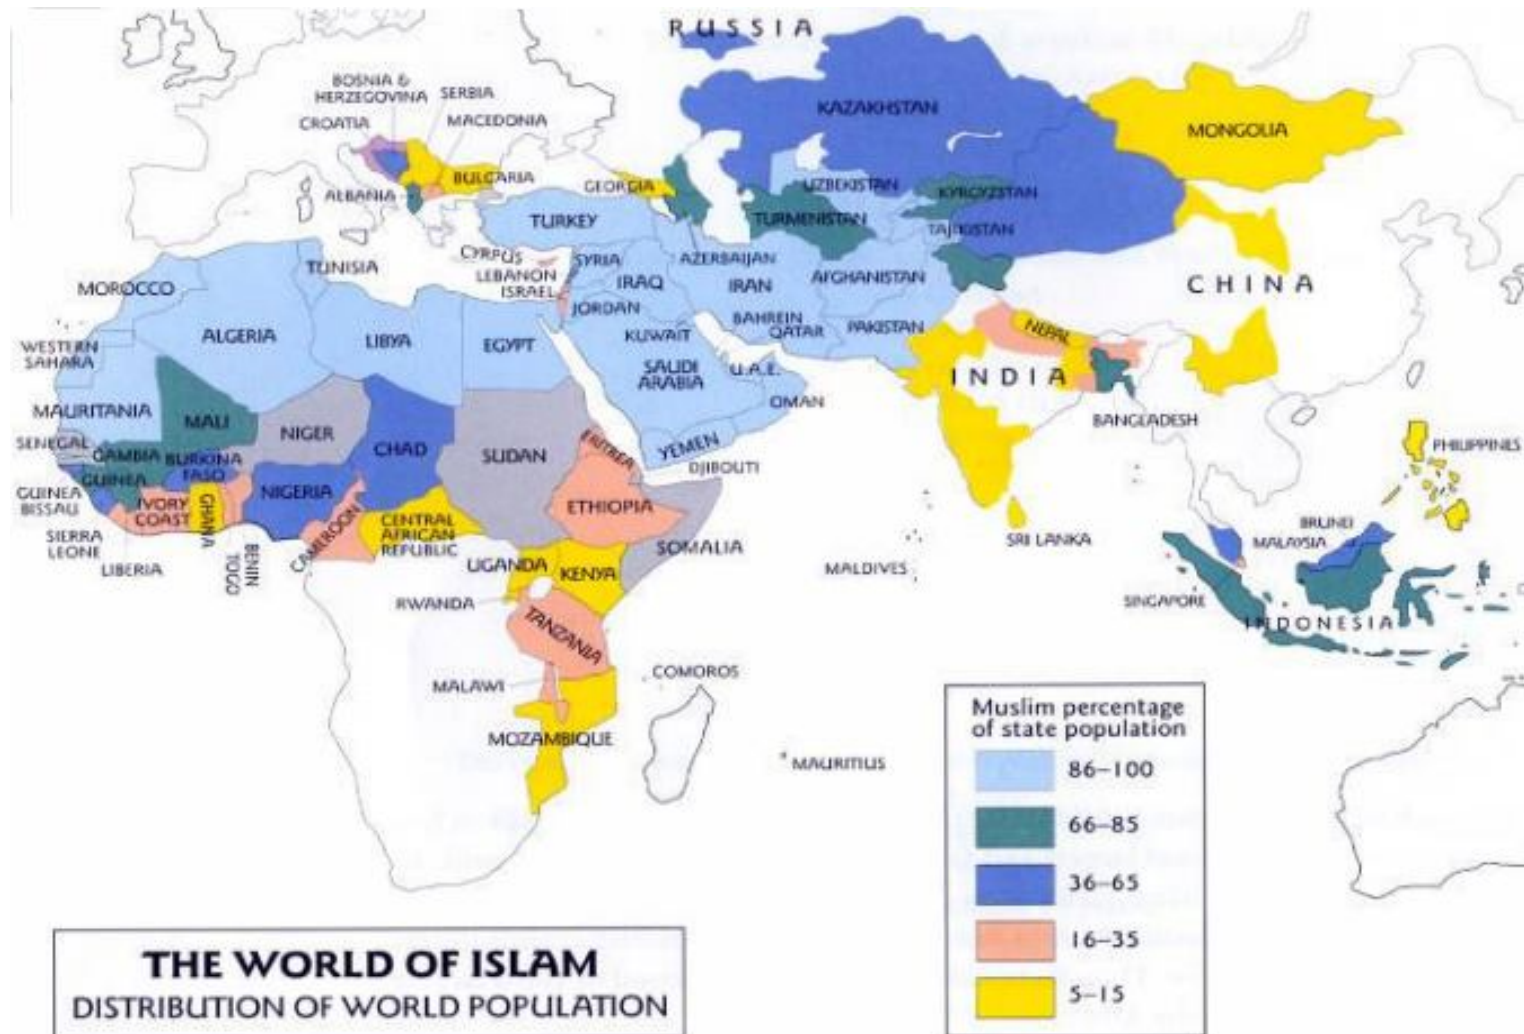 RUSSIA
BOSNIA &
HERZEGOVINA
SERBIA
CROATIA
MACEDONIA
KAZAKHSTAN
MONGOLIA
ALBANIA
BULGARIA
GEORGIA
UZBEKISTAN
KYRGYZSTAN
TURKEY
TURMENISTAN
TAJIKISTAN
CYRPUS
SYRIA
AZERBAIJAN
TUNISIA
LEBANON
IRAQ
IRAN
AFGHANISTAN
CHINA
MOROCCO
ISRAEL
JORDAN
BAHREIN
QATAR
PAKISTAN
NEPAL
ALGERIA
LIBYA
EGYPT
KUWAIT
WESTERN
SAHARA
SAUDI
ARABIA
U.A.E.
INDIA
OMAN
MAURITANIA
MALI
BANGLADESH
SENEGAL
NIGER
CHAD
SUDAN
ERITREA
YEMEN
DJIBOUTI
PHILIPPINES
GAMBIA
BURKINA
FASO
GUINEA
GUINEA
BISSAU
NIGERIA
IVORY
COAST
GHANA
CENTRAL
AFRICAN
REPUBLIC
ETHIOPIA
SIERRA
LEONE
LIBERIA
TOGO
BENIN
CAMEROON
SOMALIA
SRI LANKA
BRUNEI
MALAYSIA
UGANDA
KENYA
MALDIVES
RWANDA
SINGAPORE
INDONESIA
TANZANIA
MALAWI
COMOROS
MOZAMBIQUE
MAURITIUS
Muslim percentage
of state population
86–100
66–85
36–65
16–35
5–15
THE WORLD OF ISLAM
DISTRIBUTION OF WORLD POPULATION